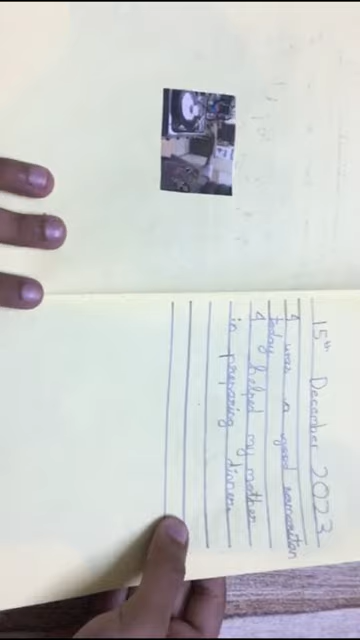 15th December 2023
I was a good samaritan
today
I helped my mother
in preparing dinner.